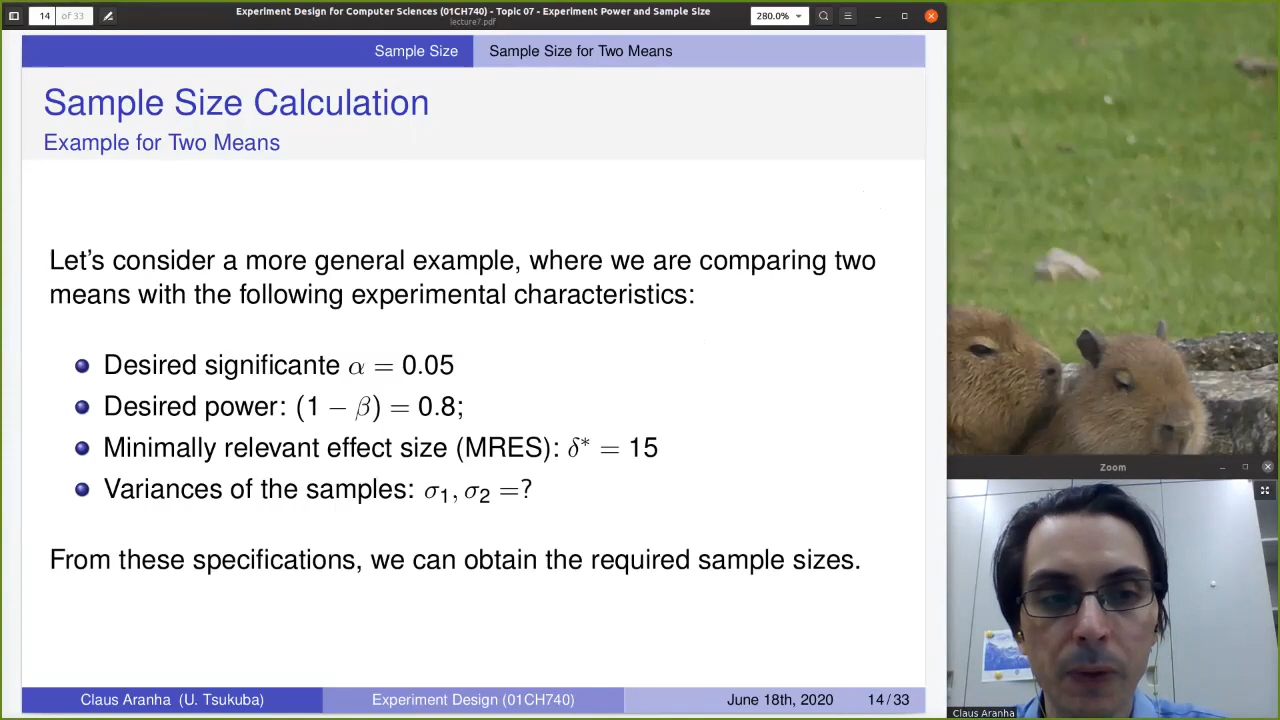 14 of 33
Experiment Design for Computer Sciences (01CH740) - Topic 07 - Experiment Power and Sample Size
lecture7.pdf
280.0%
Sample Size
Sample Size for Two Means
Sample Size Calculation
Example for Two Means
Let's consider a more general example, where we are comparing two
means with the following experimental characteristics:
Desired significante α = 0.05
Desired power: (1 − β) = 0.8;
Minimally relevant effect size (MRES): δ* = 15
Variances of the samples: σ₁, σ₂ =?
From these specifications, we can obtain the required sample sizes.
Claus Aranha (U. Tsukuba)
Experiment Design (01CH740)
June 18th, 2020
14 / 33
Zoom
Claus Aranha